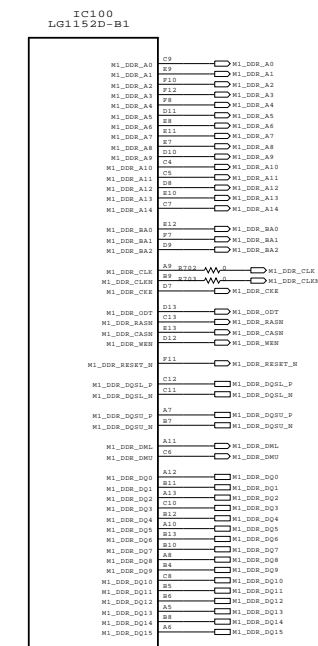 IC100
LG1152D-B1
M1_DDR_A0 C9 M1_DDR_A0
M1_DDR_A1 E9 M1_DDR_A1
M1_DDR_A2 F10 M1_DDR_A2
M1_DDR_A3 F12 M1_DDR_A3
M1_DDR_A4 F8 M1_DDR_A4
M1_DDR_A5 D11 M1_DDR_A5
M1_DDR_A6 E8 M1_DDR_A6
M1_DDR_A7 E11 M1_DDR_A7
M1_DDR_A8 E7 M1_DDR_A8
M1_DDR_A9 D10 M1_DDR_A9
M1_DDR_A10 C4 M1_DDR_A10
M1_DDR_A11 C5 M1_DDR_A11
M1_DDR_A12 D8 M1_DDR_A12
M1_DDR_A13 E10 M1_DDR_A13
M1_DDR_A14 C7 M1_DDR_A14
M1_DDR_BA0 E12 M1_DDR_BA0
M1_DDR_BA1 F7 M1_DDR_BA1
M1_DDR_BA2 D9 M1_DDR_BA2
M1_DDR_CLK A9 R702 0 M1_DDR_CLK
M1_DDR_CLKN B9 R703 0 M1_DDR_CLKN
M1_DDR_CKE D7 M1_DDR_CKE
M1_DDR_ODT D13 M1_DDR_ODT
M1_DDR_RASN C13 M1_DDR_RASN
M1_DDR_CASN E13 M1_DDR_CASN
M1_DDR_WEN D12 M1_DDR_WEN
M1_DDR_RESET_N F11 M1_DDR_RESET_N
M1_DDR_DQSL_P C12 M1_DDR_DQSL_P
M1_DDR_DQSL_N C11 M1_DDR_DQSL_N
M1_DDR_DQSU_P A7 M1_DDR_DQSU_P
M1_DDR_DQSU_N B7 M1_DDR_DQSU_N
M1_DDR_DML A11 M1_DDR_DML
M1_DDR_DMU C6 M1_DDR_DMU
M1_DDR_DQ0 A12 M1_DDR_DQ0
M1_DDR_DQ1 B11 M1_DDR_DQ1
M1_DDR_DQ2 A13 M1_DDR_DQ2
M1_DDR_DQ3 C10 M1_DDR_DQ3
M1_DDR_DQ4 B12 M1_DDR_DQ4
M1_DDR_DQ5 A10 M1_DDR_DQ5
M1_DDR_DQ6 B13 M1_DDR_DQ6
M1_DDR_DQ7 B10 M1_DDR_DQ7
M1_DDR_DQ8 A8 M1_DDR_DQ8
M1_DDR_DQ9 B4 M1_DDR_DQ9
M1_DDR_DQ10 C8 M1_DDR_DQ10
M1_DDR_DQ11 B5 M1_DDR_DQ11
M1_DDR_DQ12 B6 M1_DDR_DQ12
M1_DDR_DQ13 A5 M1_DDR_DQ13
M1_DDR_DQ14 B8 M1_DDR_DQ14
M1_DDR_DQ15 A6 M1_DDR_DQ15